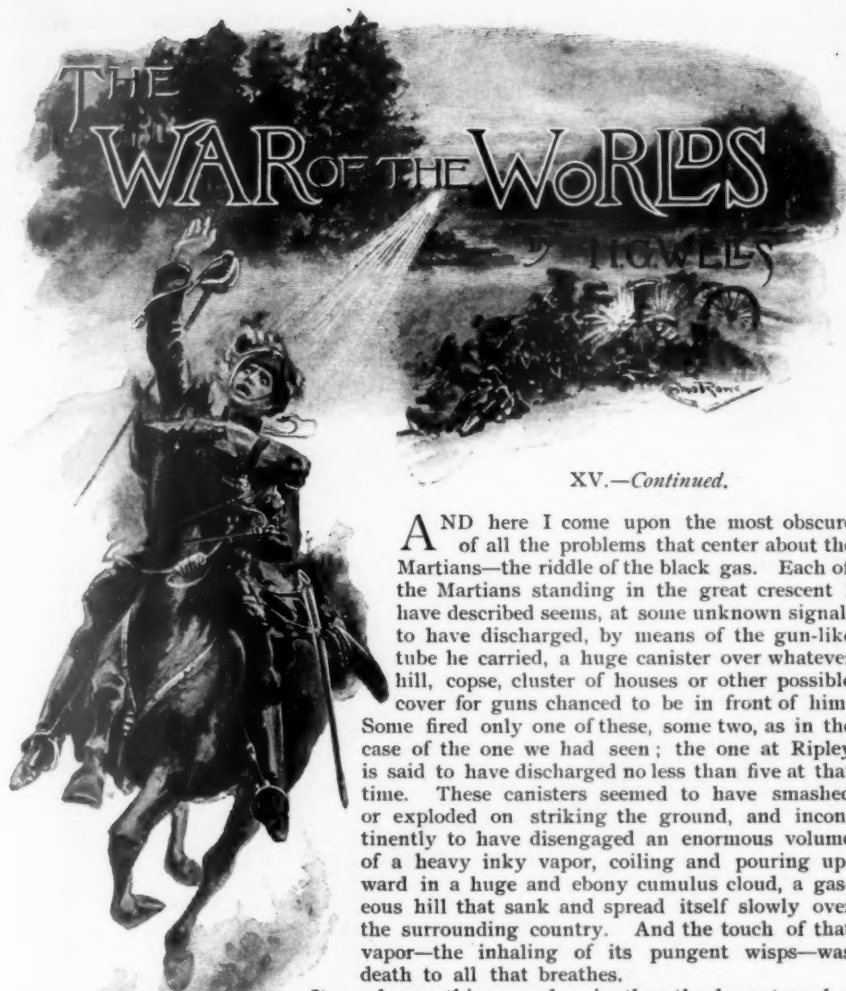 THE
WAR OF THE WORLDS
H.G. WELLS
XV.—Continued.
AND here I come upon the most obscure
of all the problems that center about the
Martians—the riddle of the black gas. Each of
the Martians standing in the great crescent
have described seems, at some unknown signal
to have discharged, by means of the gun-like
tube he carried, a huge canister over whatever
hill, copse, cluster of houses or other possible
cover for guns chanced to be in front of him
Some fired only one of these, some two, as in the
case of the one we had seen; the one at Ripley
is said to have discharged no less than five at that
time. These canisters seemed to have smashed
or exploded on striking the ground, and incon
tinently to have disengaged an enormous volume
of a heavy inky vapor, coiling and pouring up
ward in a huge and ebony cumulus cloud, a gas
eous hill that sank and spread itself slowly over
the surrounding country. And the touch of that
vapor—the inhaling of its pungent wisps—was
death to all that breathes.